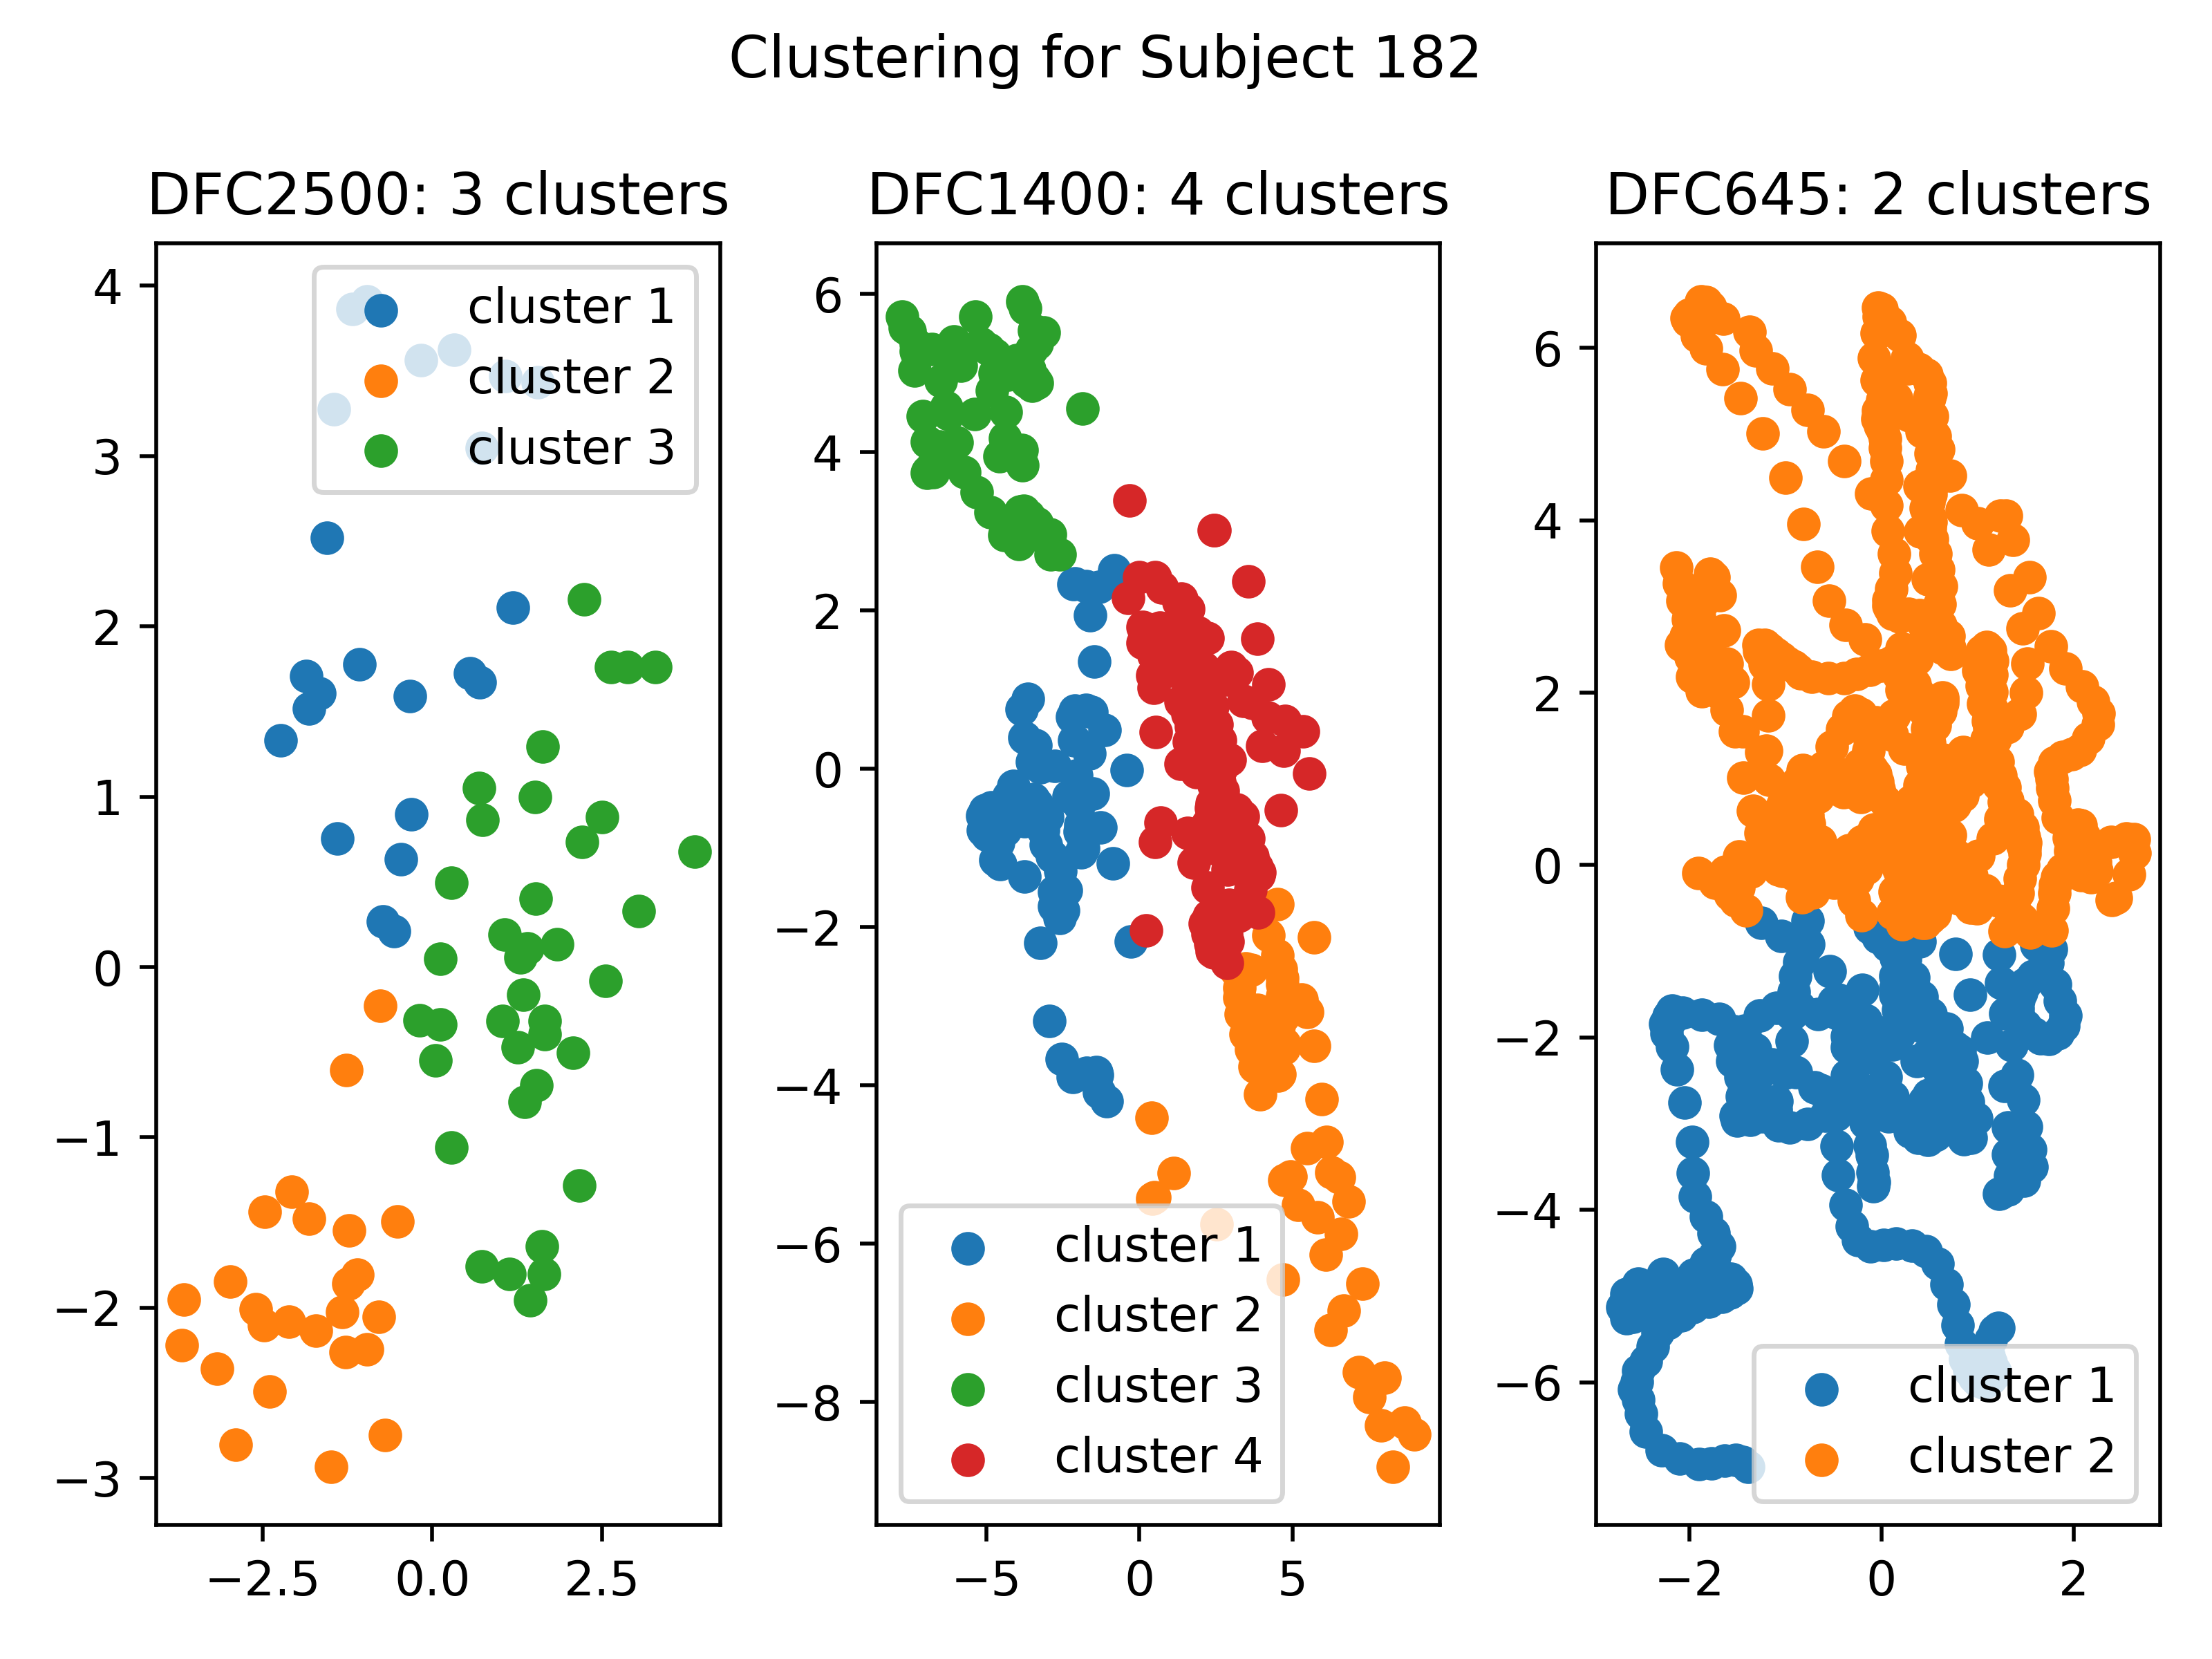 Clustering for Subject 182
DFC2500: 3 clusters
4
3
2
1
0
−1
−2
−3
−2.5
0.0
2.5
cluster 1
cluster 2
cluster 3
DFC1400: 4 clusters
6
4
2
0
−2
−4
−6
−8
−5
0
5
cluster 1
cluster 2
cluster 3
cluster 4
DFC645: 2 clusters
6
4
2
0
−2
−4
−6
−2
0
2
cluster 1
cluster 2